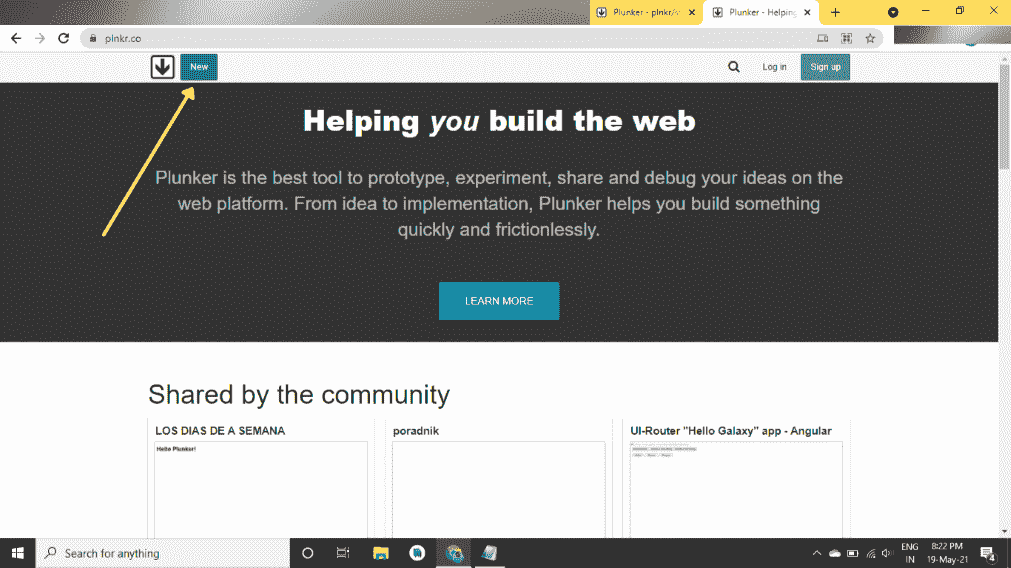 Plunker - plnkr/s
Plunker - Helping
plnkr.co
New
Log in
Sign up
Helping you build the web
Plunker is the best tool to prototype, experiment, share and debug your ideas on the
web platform. From idea to implementation, Plunker helps you build something
quickly and frictionlessly.
LEARN MORE
Shared by the community
LOS DIAS DE A SEMANA
poradnik
UI-Router "Hello Galaxy" app - Angular
Hello Plunker!
Search for anything
ENG
IN
8:22 PM
19-May-21
4